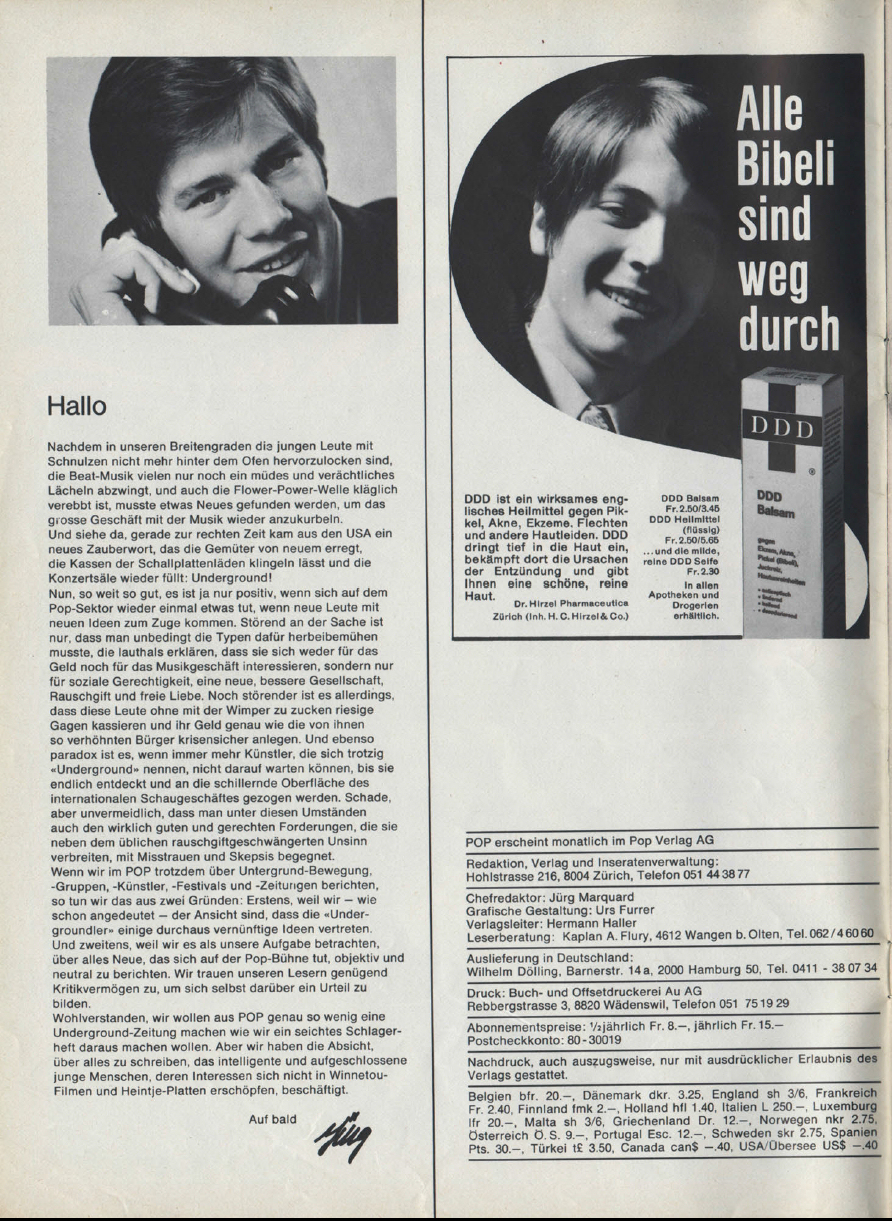 Hallo
Nachdem in unseren Breitengraden die jungen Leute mit
Schnulzen nicht mehr hinter dem Ofen hervorzulocken sind,
die Beat-Musik vielen nur noch ein müdes und verächtliches
Lächeln abzwingt, und auch die Flower-Power-Welle kläglich
verebbt ist, musste etwas Neues gefunden werden, um das
grosse Geschäft mit der Musik wieder anzukurbeln.
Und siehe da, gerade zur rechten Zeit kam aus den USA ein
neues Zauberwort, das die Gemüter von neuem erregt,
die Kassen der Schallplattenläden klingeln lässt und die
Konzertsäle wieder füllt: Underground!
Nun, so weit so gut, es ist ja nur positiv, wenn sich auf dem
Pop-Sektor wieder einmal etwas tut, wenn neue Leute mit
neuen Ideen zum Zuge kommen. Störend an der Sache ist
nur, dass man unbedingt die Typen dafür herbeibemühen
musste, die lauthals erklären, dass sie sich weder für das
Geld noch für das Musikgeschäft interessieren, sondern nur
für soziale Gerechtigkeit, eine neue, bessere Gesellschaft,
Rauschgift und freie Liebe. Noch störender ist es allerdings,
dass diese Leute ohne mit der Wimper zu zucken riesige
Gagen kassieren und ihr Geld genau wie die von ihnen
so verhöhnten Bürger krisensicher anlegen. Und ebenso
paradox ist es, wenn immer mehr Künstler, die sich trotzig
«Underground» nennen, nicht darauf warten können, bis sie
endlich entdeckt und an die schillernde Oberfläche des
internationalen Schaugeschäftes gezogen werden. Schade,
aber unvermeidlich, dass man unter diesen Umständen
auch den wirklich guten und gerechten Forderungen, die sie
neben dem üblichen rauschgiftgeschwängerten Unsinn
verbreiten, mit Misstrauen und Skepsis begegnet.
Wenn wir im POP trotzdem über Untergrund-Bewegung,
-Gruppen, -Künstler, -Festivals und -Zeitungen berichten,
so tun wir das aus zwei Gründen: Erstens, weil wir – wie
schon angedeutet – der Ansicht sind, dass die «Under-
groundler» einige durchaus vernünftige Ideen vertreten.
Und zweitens, weil wir es als unsere Aufgabe betrachten,
über alles Neue, das sich auf der Pop-Bühne tut, objektiv und
neutral zu berichten. Wir trauen unseren Lesern genügend
Kritikvermögen zu, um sich selbst darüber ein Urteil zu
bilden.
Wohlverstanden, wir wollen aus POP genau so wenig eine
Underground-Zeitung machen wie wir ein seichtes Schlager-
heft daraus machen wollen. Aber wir haben die Absicht,
über alles zu schreiben, das intelligente und aufgeschlossene
junge Menschen, deren Interessen sich nicht in Winnetou-
Filmen und Heintje-Platten erschöpfen, beschäftigt.
Auf bald
Jürg
Alle
Bibeli
sind
weg
durch
DDD
®
DDD
Balsam
gegen
Ekzem, Akne,
Pickel (Bibeli),
Juckreiz,
Hautunreinheiten
DDD ist ein wirksames eng-
lisches Heilmittel gegen Pik-
kel, Akne, Ekzeme. Flechten
und andere Hautleiden. DDD
dringt tief in die Haut ein,
bekämpft dort die Ursachen
der Entzündung und gibt
Ihnen eine schöne, reine
Haut.
Dr. Hirzel Pharmaceutica
Zürich (Inh. H. C. Hirzel & Co.)
DDD Balsam
Fr. 2.50/3.45
DDD Heilmittel
(flüssig)
Fr. 2.50/5.65
...und die milde,
reine DDD Seife
Fr. 2.30
In allen
Apotheken und
Drogerien
erhältlich.
POP erscheint monatlich im Pop Verlag AG
Redaktion, Verlag und Inseratenverwaltung:
Hohlstrasse 216, 8004 Zürich, Telefon 051 44 38 77
Chefredaktor: Jürg Marquard
Grafische Gestaltung: Urs Furrer
Verlagsleiter: Hermann Haller
Leserberatung: Kaplan A. Flury, 4612 Wangen b. Olten, Tel. 062 / 4 60 60
Auslieferung in Deutschland:
Wilhelm Dölling, Barnerstr. 14 a, 2000 Hamburg 50, Tel. 0411 - 38 07 34
Druck: Buch- und Offsetdruckerei Au AG
Rebbergstrasse 3, 8820 Wädenswil, Telefon 051 75 19 29
Abonnementspreise: ½jährlich Fr. 8.–, jährlich Fr. 15.–
Postcheckkonto: 80 - 30019
Nachdruck, auch auszugsweise, nur mit ausdrücklicher Erlaubnis des
Verlags gestattet.
Belgien bfr. 20.–, Dänemark dkr. 3.25, England sh 3/6, Frankreich
Fr. 2.40, Finnland fmk 2.–, Holland hfl 1.40, Italien L 250.–, Luxemburg
lfr 20.–, Malta sh 3/6, Griechenland Dr. 12.–, Norwegen nkr 2.75,
Österreich Ö. S. 9.–, Portugal Esc. 12.–, Schweden skr 2.75, Spanien
Pts. 30.–, Türkei t£ 3.50, Canada can$ –.40, USA/Übersee US$ –.40